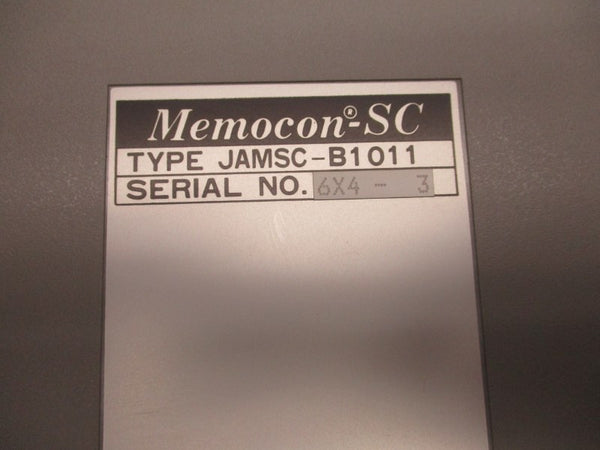 Memocon®-SC
TYPE JAMSC-B1011
SERIAL NO. 6X4 - 3